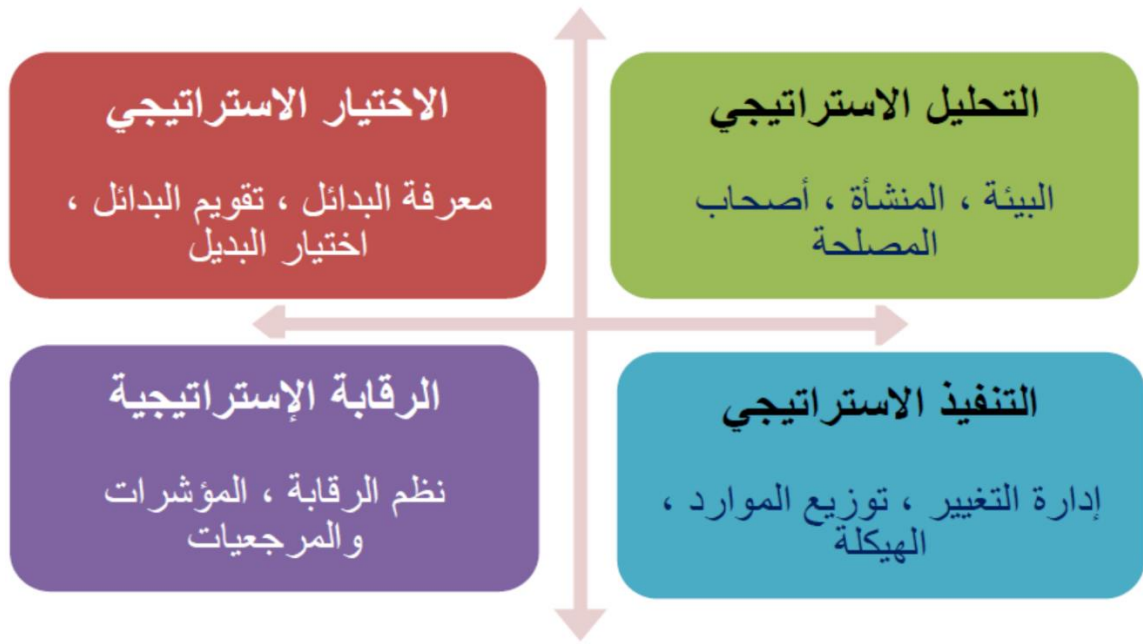 التحليل الاستراتيجي
البيئة ، المنشأة ، أصحاب
المصلحة
الاختيار الاستراتيجي
معرفة البدائل ، تقويم البدائل ،
اختيار البديل
التنفيذ الاستراتيجي
إدارة التغيير ، توزيع الموارد ،
الهيكلة
الرقابة الإستراتيجية
نظم الرقابة ، المؤشرات
والمرجعيات